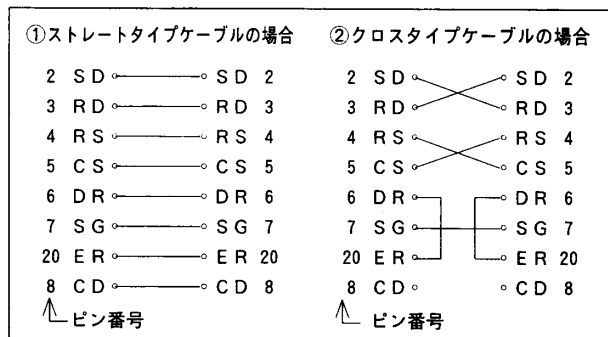 ①ストレートタイプケーブルの場合
2 SD SD 2
3 RD RD 3
4 RS RS 4
5 CS CS 5
6 DR DR 6
7 SG SG 7
20 ER ER 20
8 CD CD 8
ピン番号
②クロスタイプケーブルの場合
2 SD SD 2
3 RD RD 3
4 RS RS 4
5 CS CS 5
6 DR DR 6
7 SG SG 7
20 ER ER 20
8 CD CD 8
ピン番号